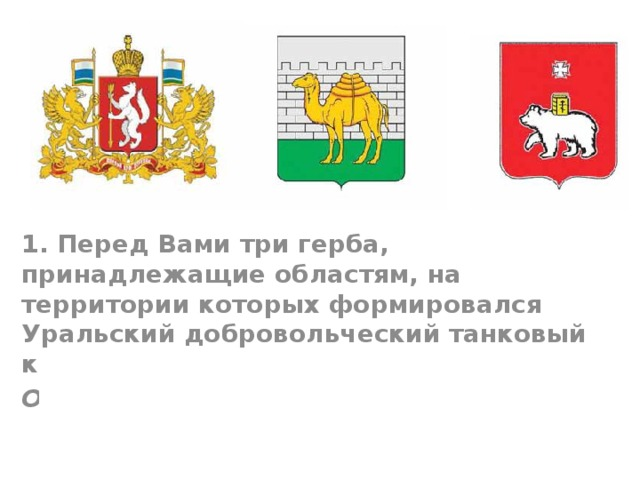 1. Перед Вами три герба,
принадлежащие областям, на
территории которых формировался
Уральский добровольческий танковый
к
О